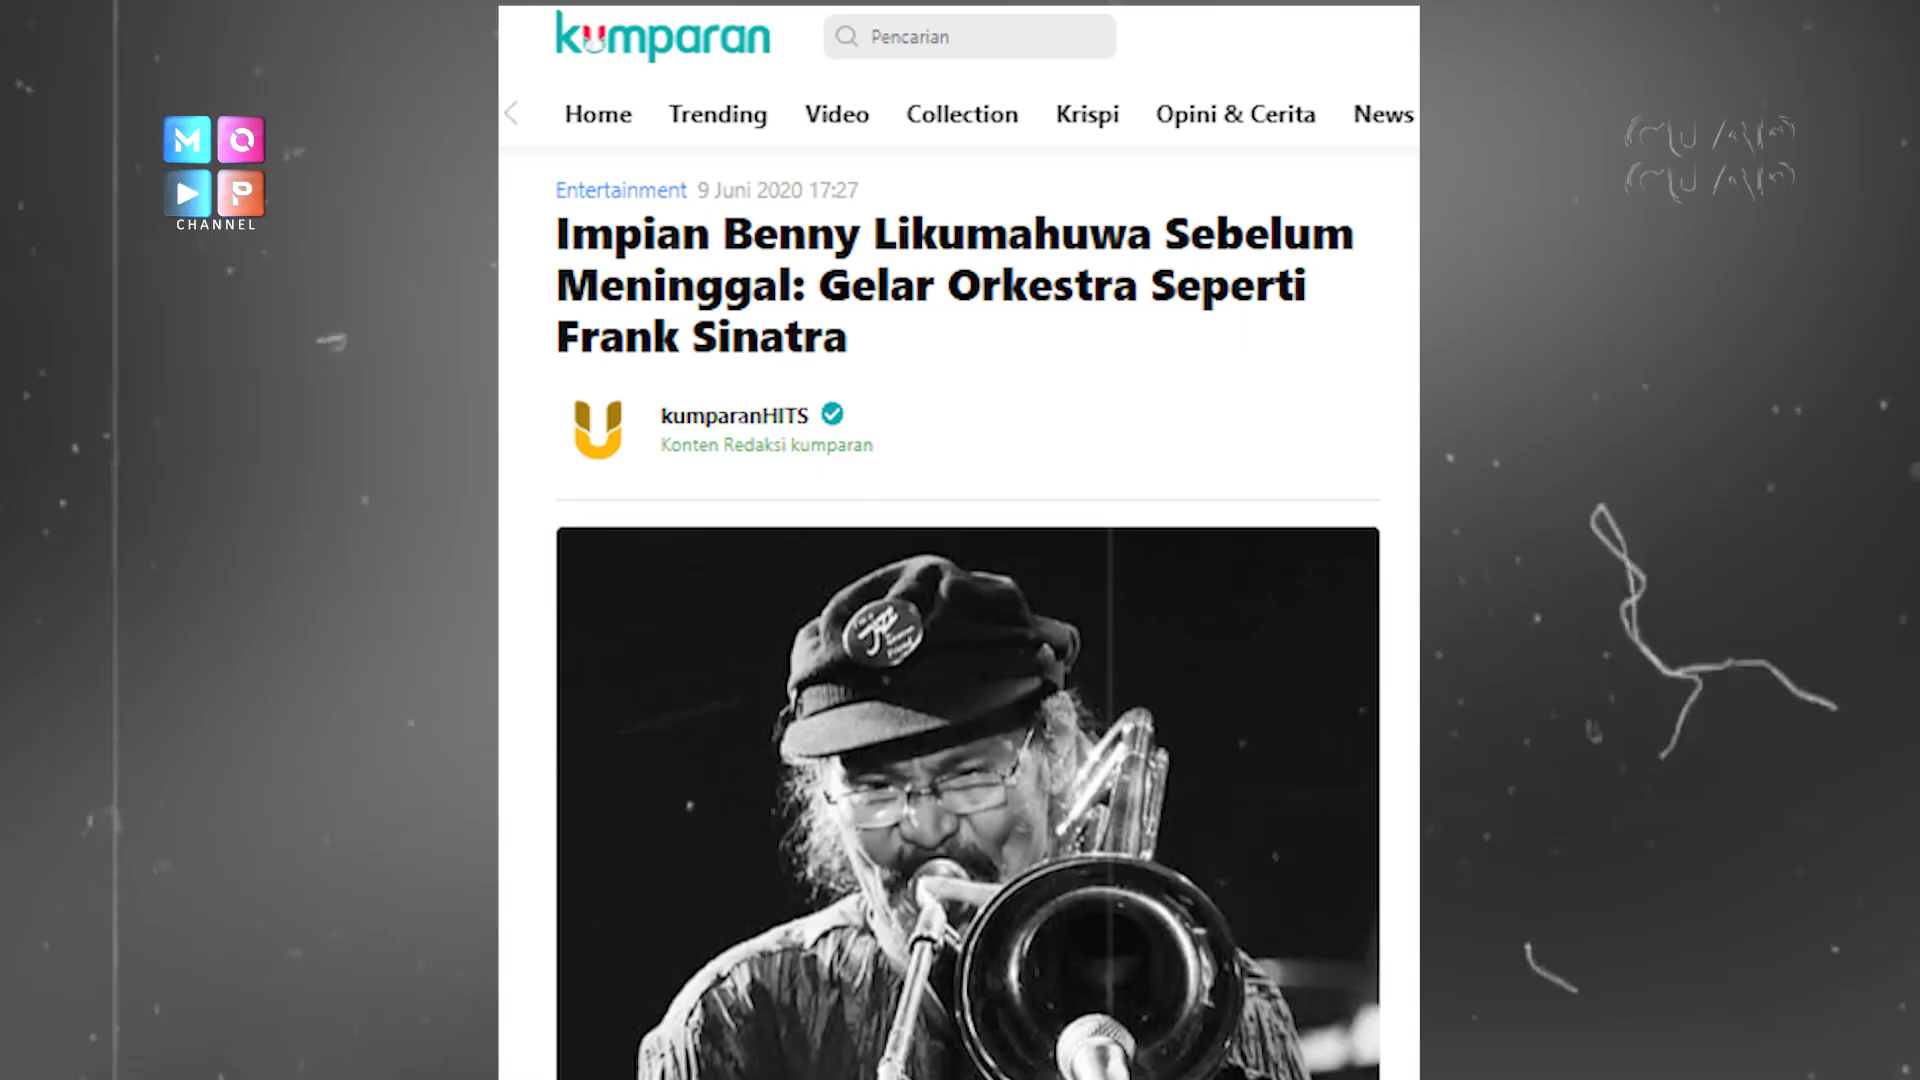 kumparan
Pencarian
Home Trending Video Collection Krispi Opini & Cerita News
MOP
CHANNEL
Entertainment 9 Juni 2020 17:27
Impian Benny Likumahuwa Sebelum
Meninggal: Gelar Orkestra Seperti
Frank Sinatra
kumparanHITS
Konten Redaksi kumparan